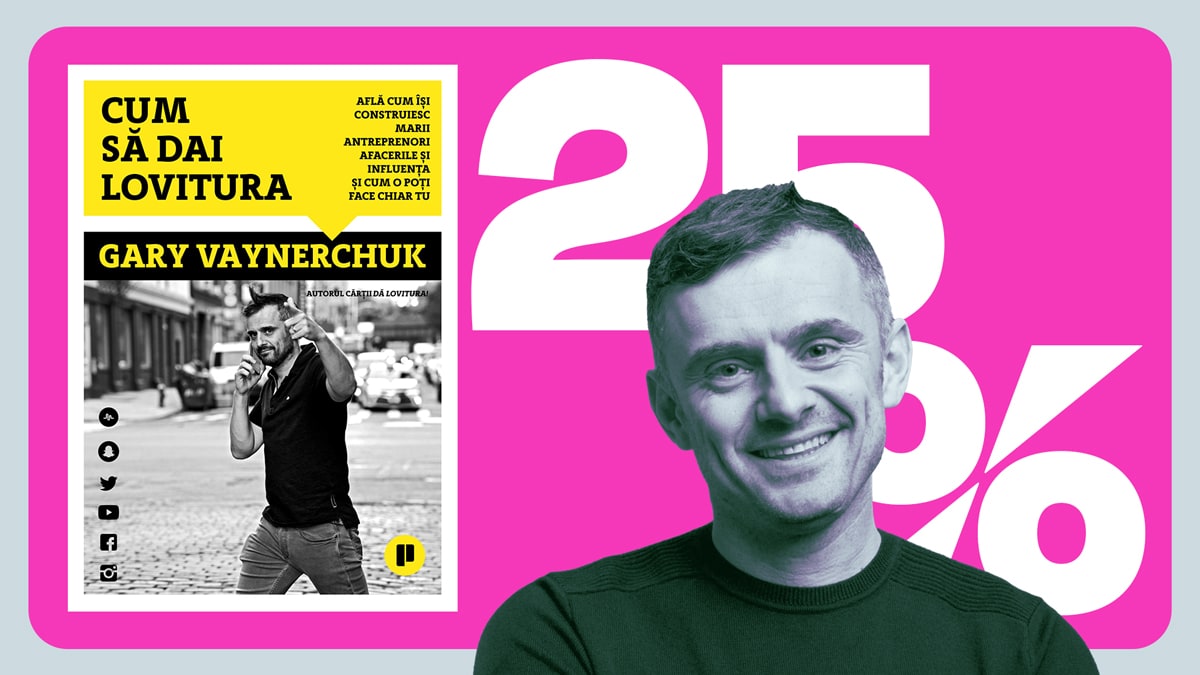 CUM
SĂ DAI
LOVITURA
AFLĂ CUM ÎȘI
CONSTRUIESC
MARII
ANTREPRENORI
AFACERILE ȘI
INFLUENȚA
ȘI CUM O POȚI
FACE CHIAR TU
GARY VAYNERCHUK
AUTORUL CĂRȚII DĂ LOVITURA!
P
25
%